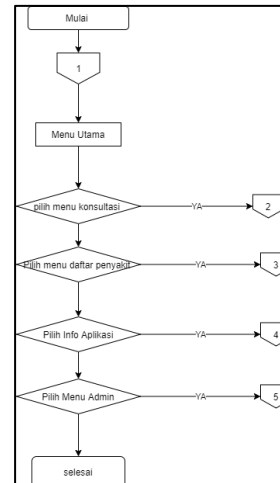 Mulai
1
Menu Utama
pilih menu konsultasi
YA
2
Pilih menu daftar penyakit
YA
3
Pilih Info Aplikasi
YA
4
Pilih Menu Admin
YA
5
selesai